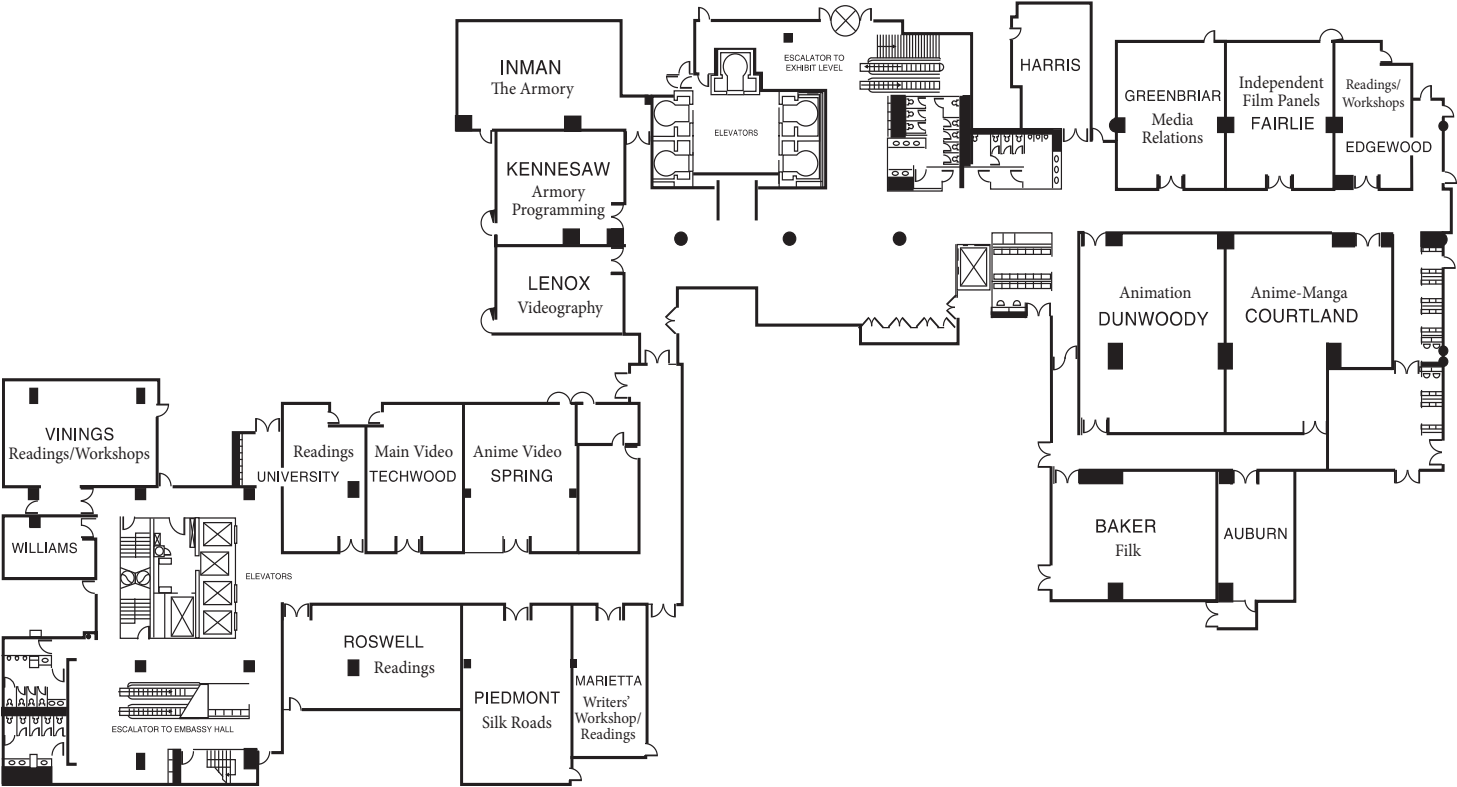 INMAN
The Armory
ESCALATOR TO
EXHIBIT LEVEL
ELEVATORS
HARRIS
GREENBRIAR
Media
Relations
Independent
Film Panels
FAIRLIE
Readings/
Workshops
EDGEWOOD
KENNESAW
Armory
Programming
LENOX
Videography
Animation
DUNWOODY
Anime-Manga
COURTLAND
VININGS
Readings/Workshops
Readings
UNIVERSITY
Main Video
TECHWOOD
Anime Video
SPRING
WILLIAMS
ELEVATORS
BAKER
Filk
AUBURN
ROSWELL
Readings
PIEDMONT
Silk Roads
MARIETTA
Writers'
Workshop/
Readings
ESCALATOR TO EMBASSY HALL